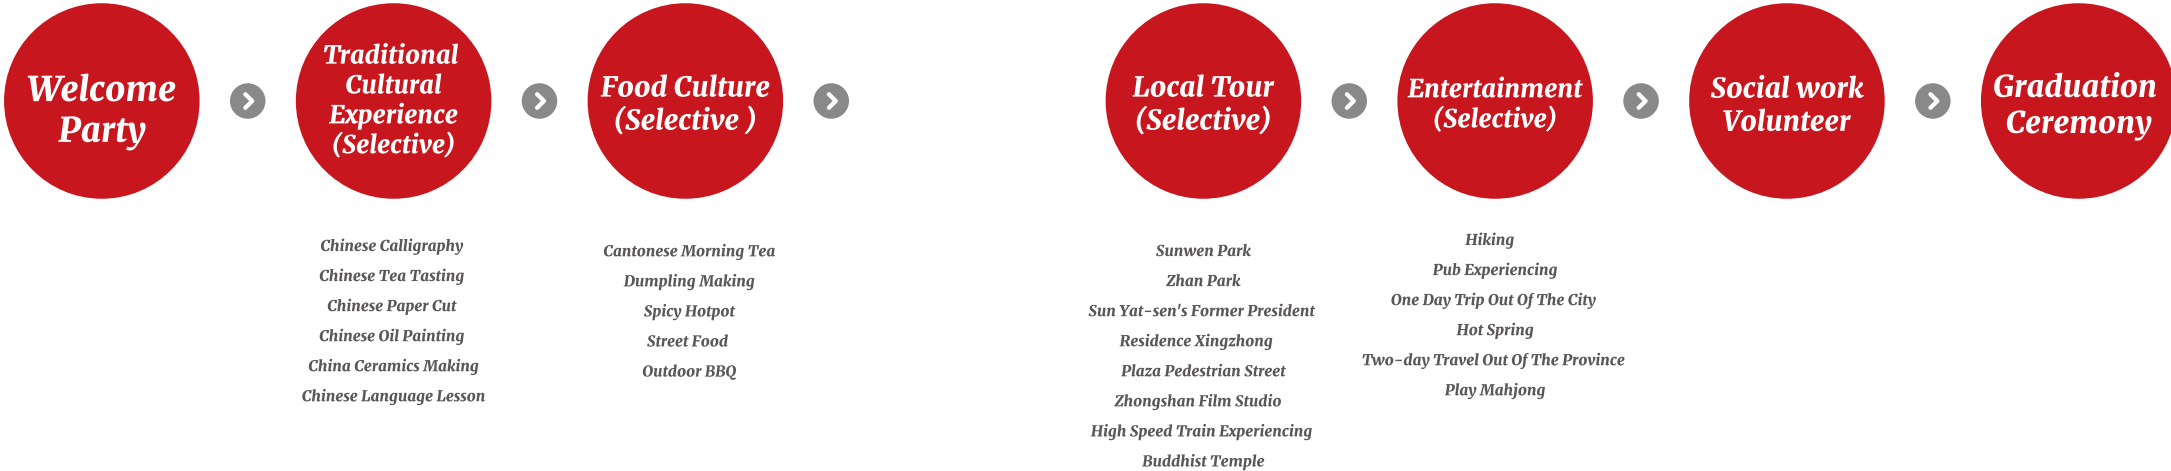 Welcome
Party
Traditional
Cultural
Experience
(Selective)
Food Culture
(Selective )
Local Tour
(Selective)
Entertainment
(Selective)
Social work
Volunteer
Graduation
Ceremony
Chinese Calligraphy
Chinese Tea Tasting
Chinese Paper Cut
Chinese Oil Painting
China Ceramics Making
Chinese Language Lesson
Cantonese Morning Tea
Dumpling Making
Spicy Hotpot
Street Food
Outdoor BBQ
Sunwen Park
Zhan Park
Sun Yat-sen's Former President
Residence Xingzhong
Plaza Pedestrian Street
Zhongshan Film Studio
High Speed Train Experiencing
Buddhist Temple
Hiking
Pub Experiencing
One Day Trip Out Of The City
Hot Spring
Two-day Travel Out Of The Province
Play Mahjong